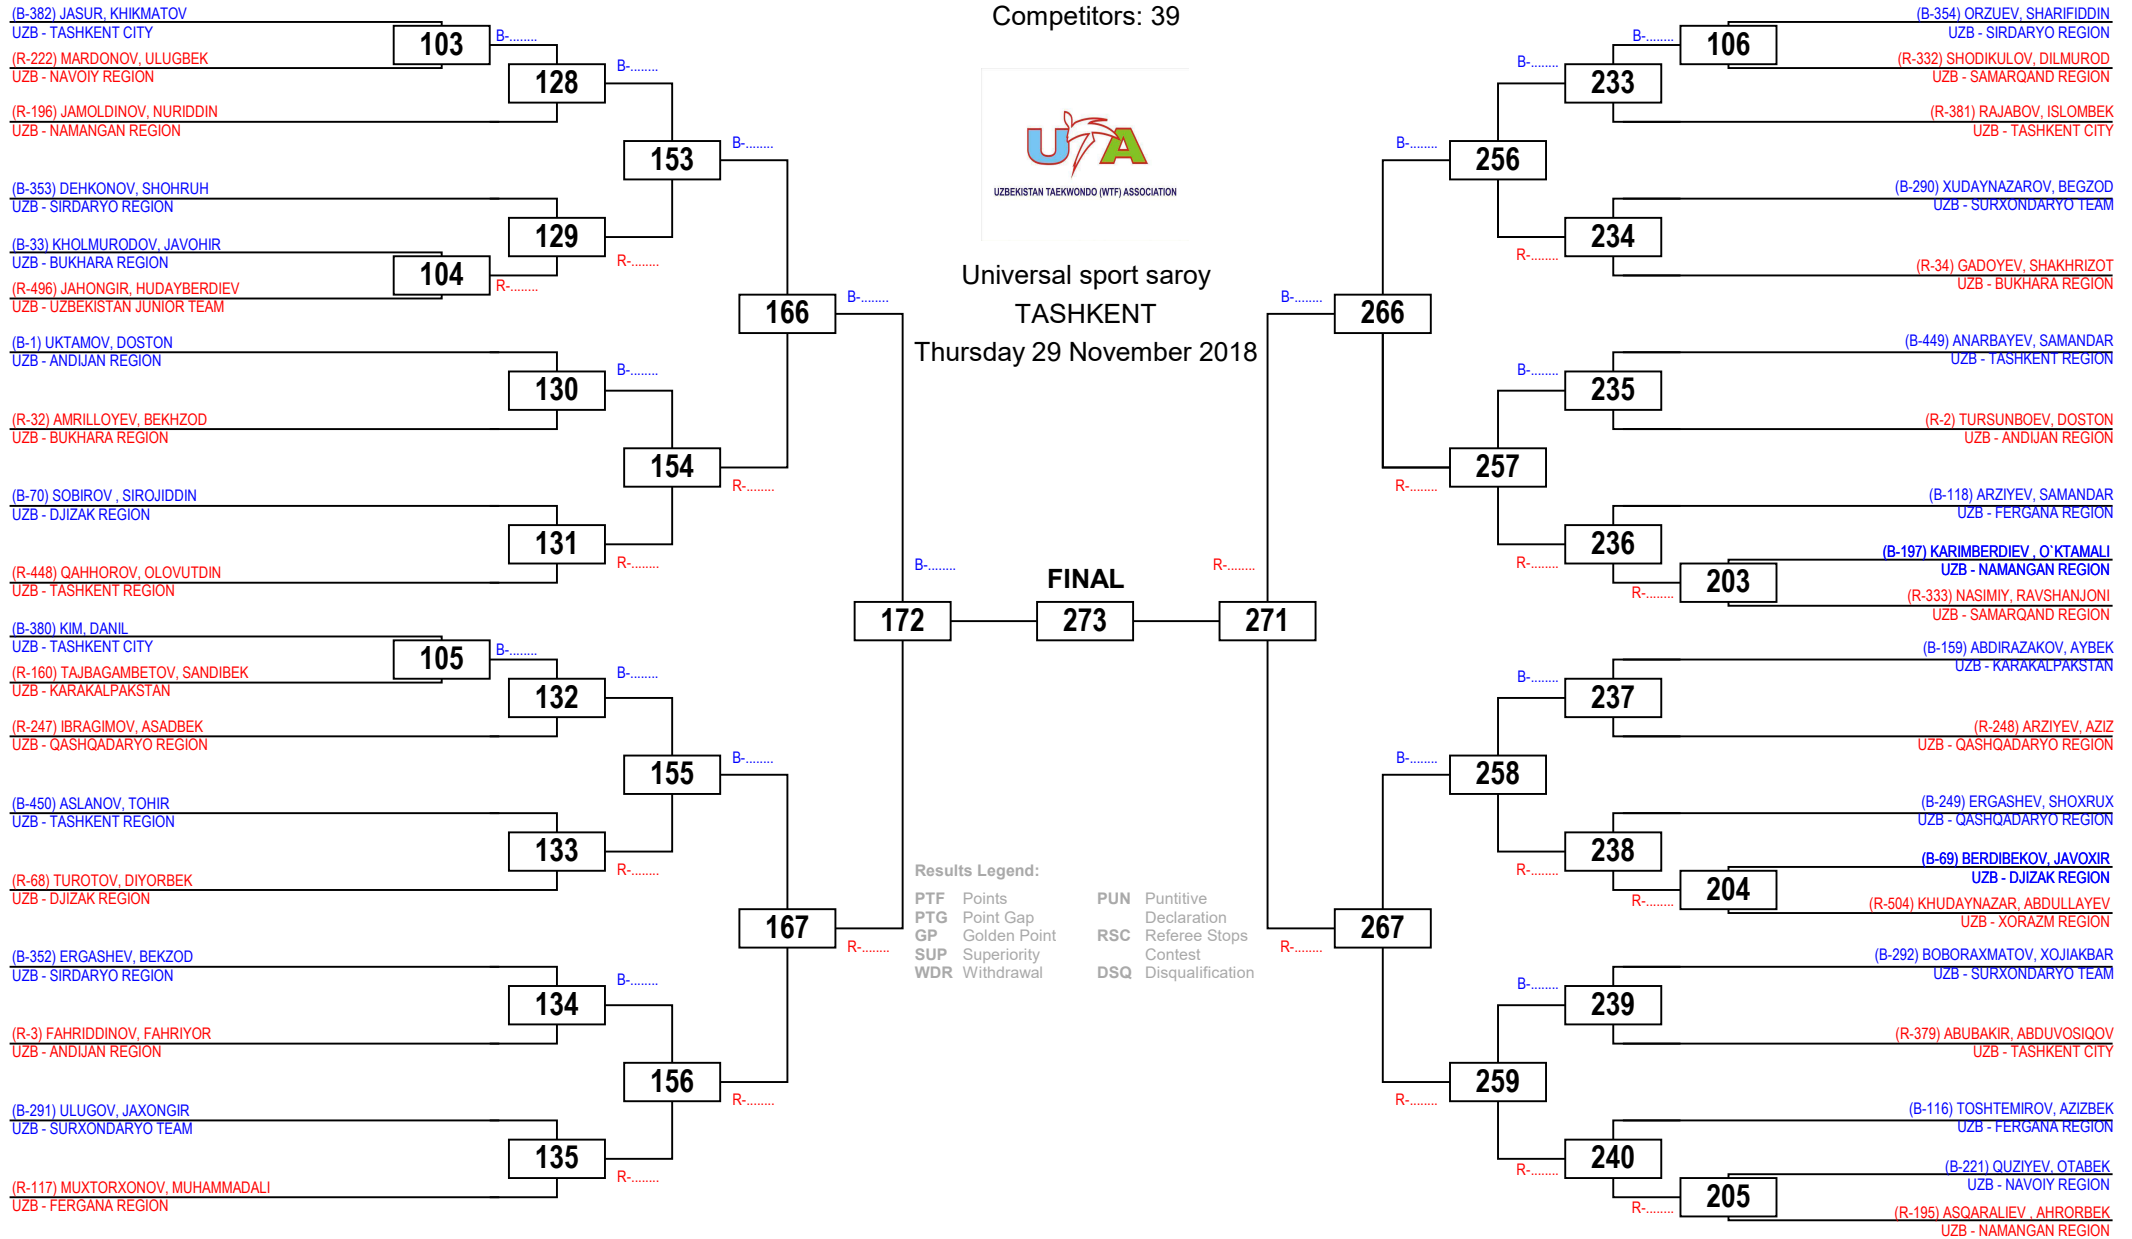 Competitors: 39
UTA
UZBEKISTAN TAEKWONDO (WTF) ASSOCIATION
Universal sport saroy
TASHKENT
Thursday 29 November 2018
(B-382) JASUR, KHIKMATOV
UZB - TASHKENT CITY
103
B-........
(R-222) MARDONOV, ULUGBEK
UZB - NAVOIY REGION
128
B-........
(R-196) JAMOLDINOV, NURIDDIN
UZB - NAMANGAN REGION
153
B-........
(B-353) DEHKONOV, SHOHRUH
UZB - SIRDARYO REGION
129
R-........
(B-33) KHOLMURODOV, JAVOHIR
UZB - BUKHARA REGION
104
R-........
(R-496) JAHONGIR, HUDAYBERDIEV
UZB - UZBEKISTAN JUNIOR TEAM
166
B-........
(B-1) UKTAMOV, DOSTON
UZB - ANDIJAN REGION
130
B-........
(R-32) AMRILLOYEV, BEKHZOD
UZB - BUKHARA REGION
154
R-........
(B-70) SOBIROV , SIROJIDDIN
UZB - DJIZAK REGION
131
R-........
(R-448) QAHHOROV, OLOVUTDIN
UZB - TASHKENT REGION
B-........
172
(B-380) KIM, DANIL
UZB - TASHKENT CITY
105
B-........
(R-160) TAJBAGAMBETOV, SANDIBEK
UZB - KARAKALPAKSTAN
132
B-........
(R-247) IBRAGIMOV, ASADBEK
UZB - QASHQADARYO REGION
155
B-........
(B-450) ASLANOV, TOHIR
UZB - TASHKENT REGION
133
R-........
(R-68) TUROTOV, DIYORBEK
UZB - DJIZAK REGION
167
R-........
(B-352) ERGASHEV, BEKZOD
UZB - SIRDARYO REGION
134
B-........
(R-3) FAHRIDDINOV, FAHRIYOR
UZB - ANDIJAN REGION
156
R-........
(B-291) ULUGOV, JAXONGIR
UZB - SURXONDARYO TEAM
135
R-........
(R-117) MUXTORXONOV, MUHAMMADALI
UZB - FERGANA REGION
FINAL
273
Results Legend:
PTF Points
PTG Point Gap
GP Golden Point
SUP Superiority
WDR Withdrawal
PUN Puntitive
Declaration
RSC Referee Stops
Contest
DSQ Disqualification
(B-354) ORZUEV, SHARIFIDDIN
UZB - SIRDARYO REGION
B-........
106
(R-332) SHODIKULOV, DILMUROD
UZB - SAMARQAND REGION
B-........
233
(R-381) RAJABOV, ISLOMBEK
UZB - TASHKENT CITY
B-........
256
(B-290) XUDAYNAZAROV, BEGZOD
UZB - SURXONDARYO TEAM
R-........
234
(R-34) GADOYEV, SHAKHRIZOT
UZB - BUKHARA REGION
B-........
266
(B-449) ANARBAYEV, SAMANDAR
UZB - TASHKENT REGION
B-........
235
(R-2) TURSUNBOEV, DOSTON
UZB - ANDIJAN REGION
R-........
257
(B-118) ARZIYEV, SAMANDAR
UZB - FERGANA REGION
R-........
236
(B-197) KARIMBERDIEV , O`KTAMALI
UZB - NAMANGAN REGION
R-........
203
(R-333) NASIMIY, RAVSHANJONI
UZB - SAMARQAND REGION
R-........
271
(B-159) ABDIRAZAKOV, AYBEK
UZB - KARAKALPAKSTAN
B-........
237
(R-248) ARZIYEV, AZIZ
UZB - QASHQADARYO REGION
B-........
258
(B-249) ERGASHEV, SHOXRUX
UZB - QASHQADARYO REGION
R-........
238
(B-69) BERDIBEKOV, JAVOXIR
UZB - DJIZAK REGION
R-........
204
(R-504) KHUDAYNAZAR, ABDULLAYEV
UZB - XORAZM REGION
R-........
267
(B-292) BOBORAXMATOV, XOJIAKBAR
UZB - SURXONDARYO TEAM
B-........
239
(R-379) ABUBAKIR, ABDUVOSIQOV
UZB - TASHKENT CITY
R-........
259
(B-116) TOSHTEMIROV, AZIZBEK
UZB - FERGANA REGION
R-........
240
(B-221) QUZIYEV, OTABEK
UZB - NAVOIY REGION
R-........
205
(R-195) ASQARALIEV , AHRORBEK
UZB - NAMANGAN REGION